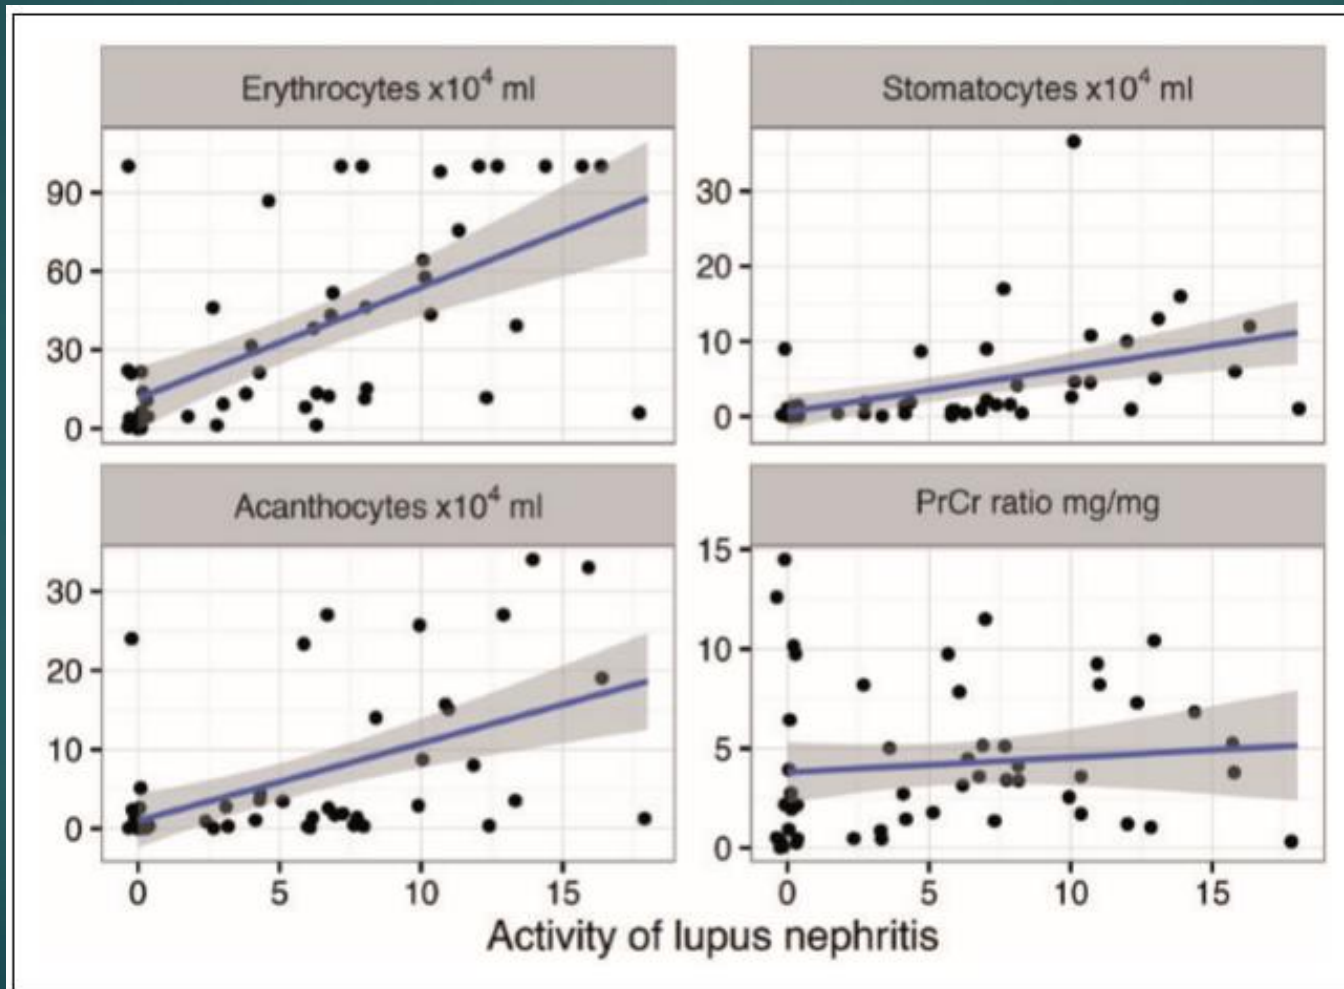 Erythrocytes x10⁴ ml
90
60
30
0
Stomatocytes x10⁴ ml
30
20
10
0
Acanthocytes x10⁴ ml
30
20
10
0
0 5 10 15
PrCr ratio mg/mg
15
10
5
0
0 5 10 15
Activity of lupus nephritis